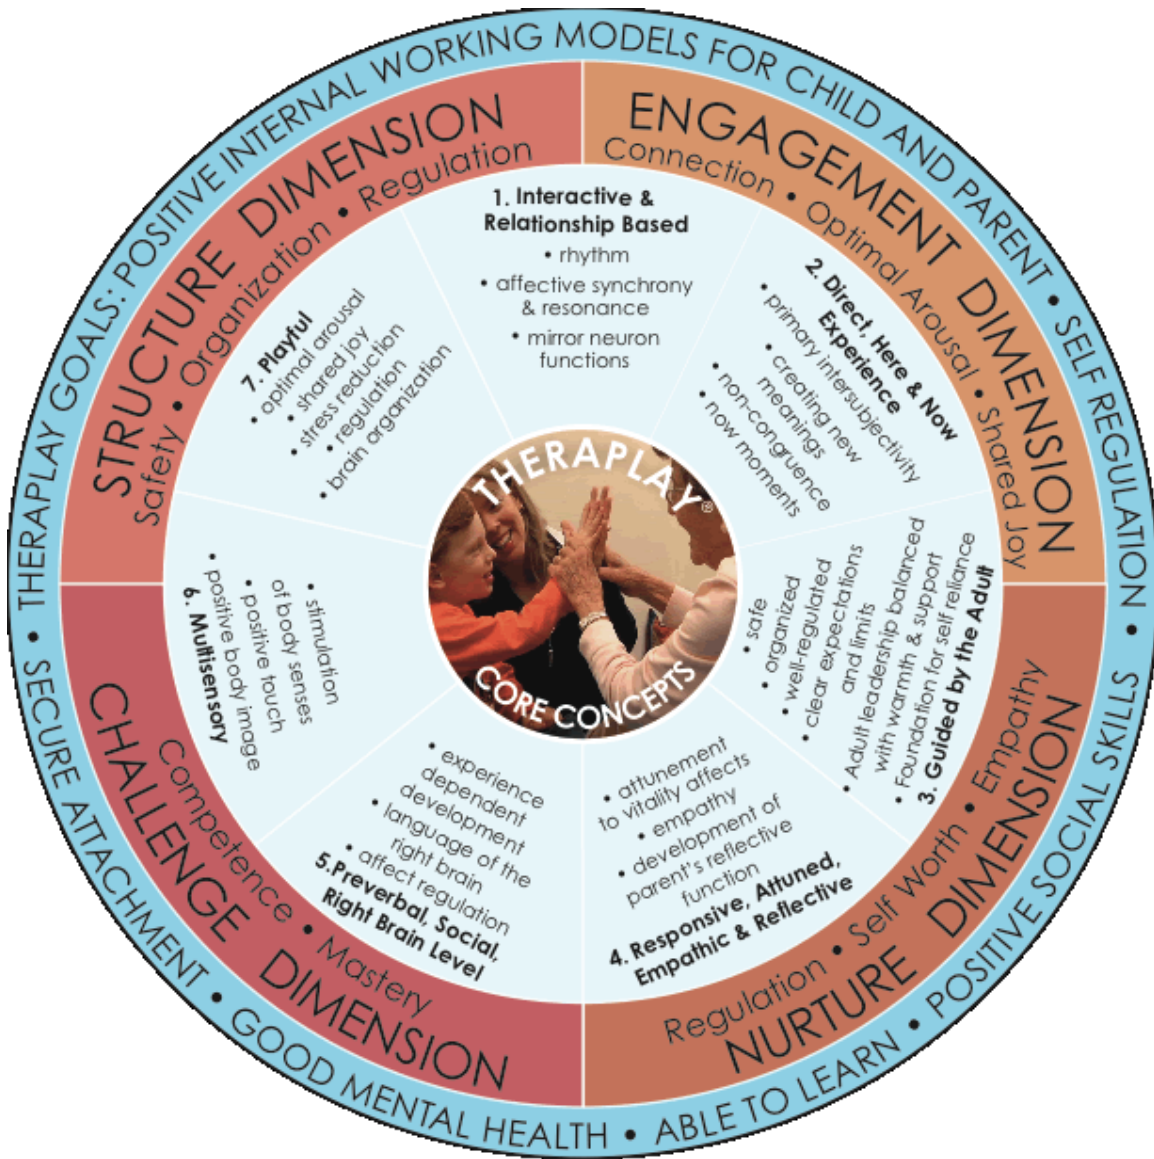 THERAPLAY GOALS: POSITIVE INTERNAL WORKING MODELS FOR CHILD AND PARENT • SELF REGULATION • POSITIVE SOCIAL SKILLS • ABLE TO LEARN • GOOD MENTAL HEALTH • SECURE ATTACHMENT •
STRUCTURE DIMENSION
Safety • Organization • Regulation
ENGAGEMENT DIMENSION
Connection • Optimal Arousal • Shared Joy
NURTURE DIMENSION
Regulation • Self Worth • Empathy
CHALLENGE DIMENSION
Competence • Mastery
1. Interactive &
Relationship Based
• rhythm
• affective synchrony
& resonance
• mirror neuron
functions
2. Direct, Here & Now
Experience
• primary intersubjectivity
• creating new
meanings
• non-congruence
• now moments
• safe
• organized
• well-regulated
• clear expectations
and limits
• Adult leadership balanced
with warmth & support
• Foundation for self reliance
3. Guided by the Adult
• attunement
to vitality affects
• empathy
• development of
parent's reflective
function
4. Responsive, Attuned,
Empathic & Reflective
• experience
dependent
development
• language of the
right brain
• affect regulation
5.Preverbal, Social,
Right Brain Level
• stimulation
of body senses
• positive touch
• positive body image
6. Multisensory
7. Playful
• optimal arousal
• shared joy
• stress reduction
• regulation
• brain organization
THERAPLAY®
CORE CONCEPTS